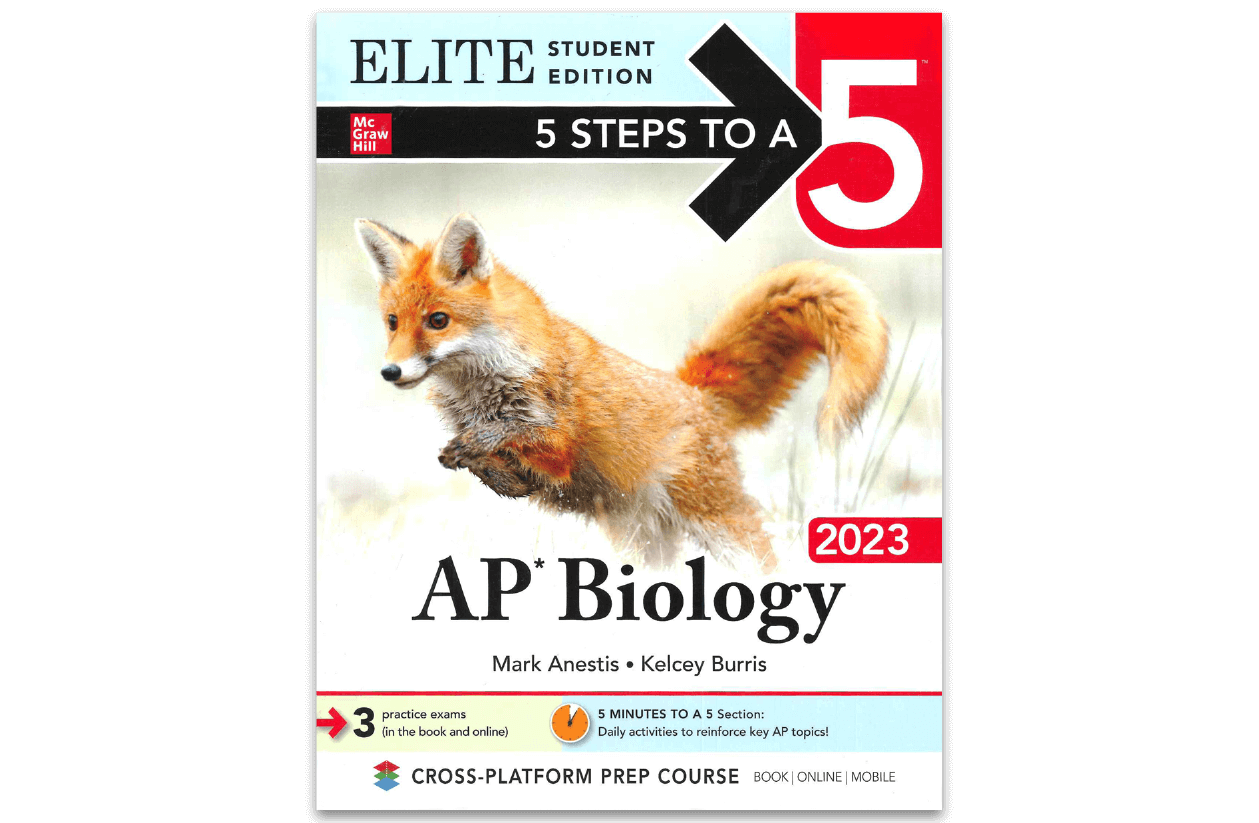 ELITE STUDENT EDITION
Mc
Graw
Hill
5 STEPS TO A
5™
2023
AP* Biology
Mark Anestis • Kelcey Burris
3 practice exams
(in the book and online)
5 MINUTES TO A 5 Section:
Daily activities to reinforce key AP topics!
CROSS-PLATFORM PREP COURSE BOOK | ONLINE | MOBILE